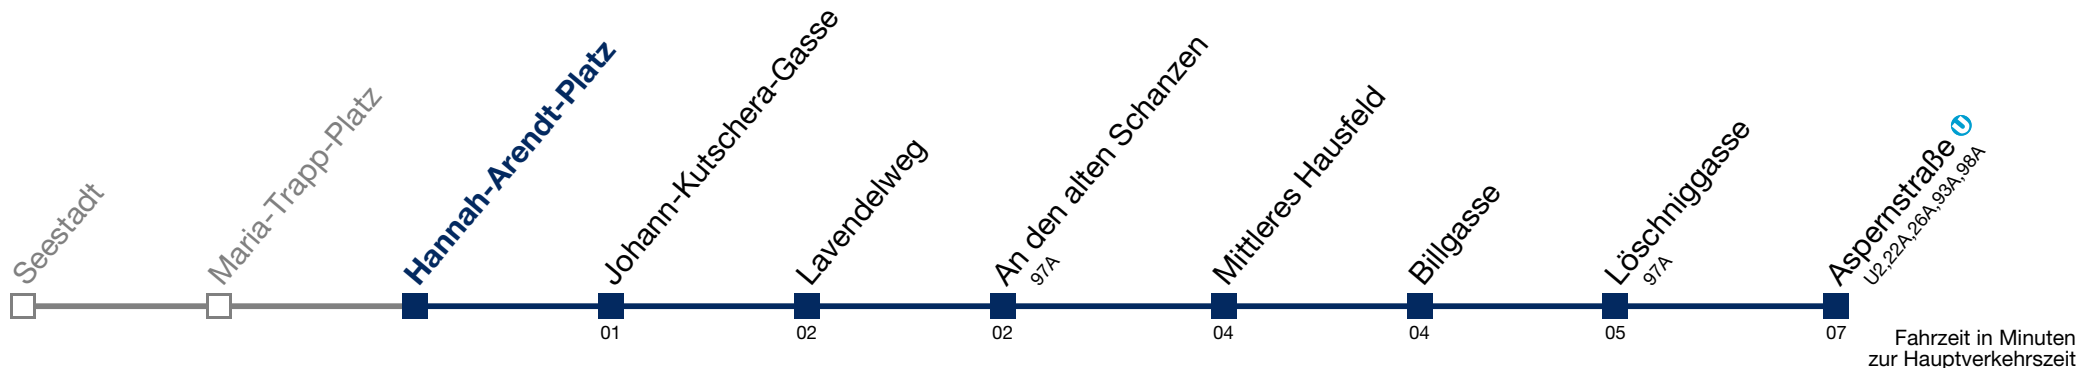 Seestadt
Maria-Trapp-Platz
Hannah-Arendt-Platz
Johann-Kutschera-Gasse
01
Lavendelweg
02
An den alten Schanzen
97A
02
Mittleres Hausfeld
04
Billgasse
04
Löschniggasse
97A
05
Aspernstraße U
U2,22A,26A,93A,98A
07
Fahrzeit in Minuten
zur Hauptverkehrszeit